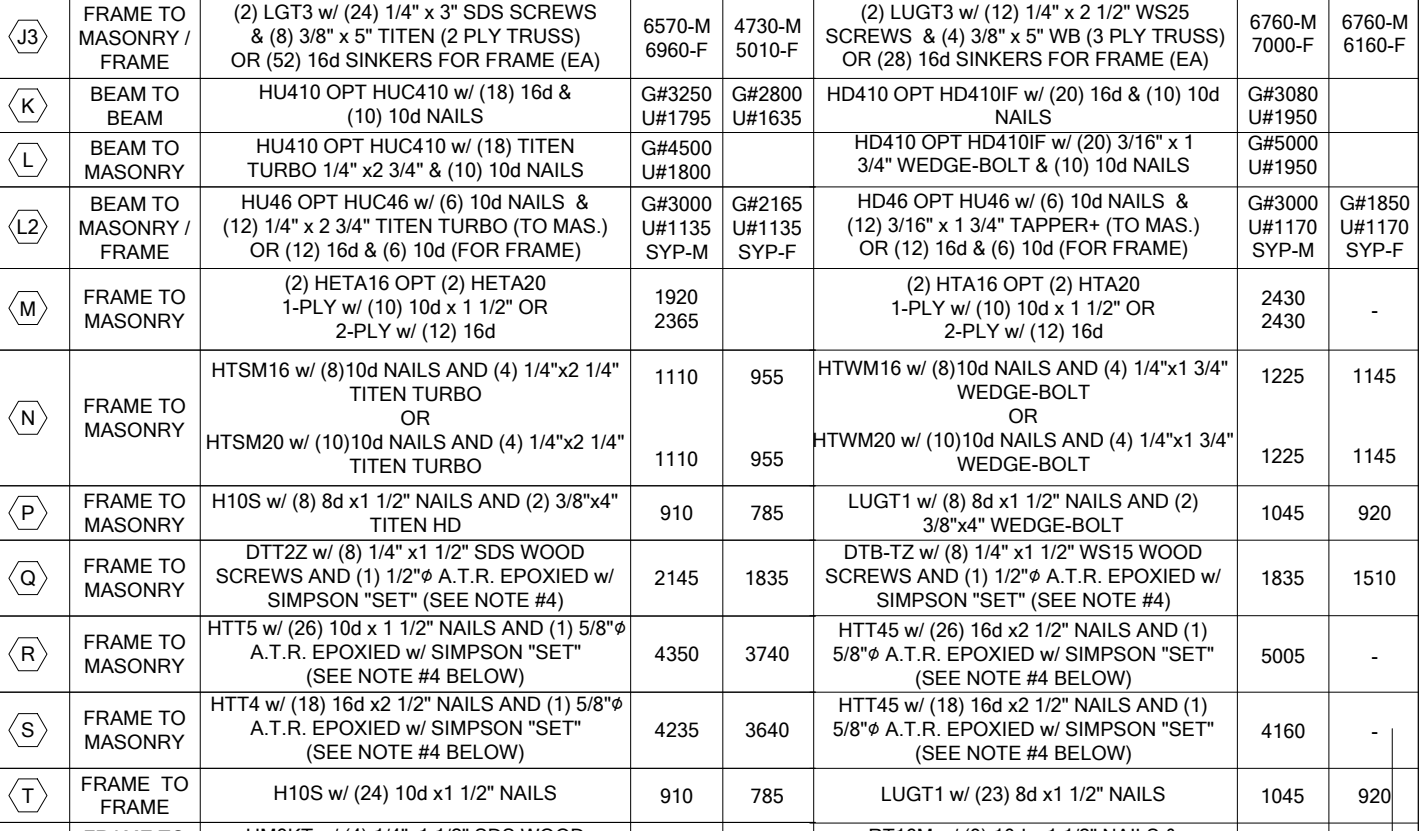 J3
FRAME TO
MASONRY /
FRAME
(2) LGT3 w/ (24) 1/4" x 3" SDS SCREWS
& (8) 3/8" x 5" TITEN (2 PLY TRUSS)
OR (52) 16d SINKERS FOR FRAME (EA)
6570-M
6960-F
4730-M
5010-F
(2) LUGT3 w/ (12) 1/4" x 2 1/2" WS25
SCREWS & (4) 3/8" x 5" WB (3 PLY TRUSS)
OR (28) 16d SINKERS FOR FRAME (EA)
6760-M
7000-F
6760-M
6160-F
K
BEAM TO
BEAM
HU410 OPT HUC410 w/ (18) 16d &
(10) 10d NAILS
G#3250
U#1795
G#2800
U#1635
HD410 OPT HD410IF w/ (20) 16d & (10) 10d
NAILS
G#3080
U#1950
L
BEAM TO
MASONRY
HU410 OPT HUC410 w/ (18) TITEN
TURBO 1/4" x2 3/4" & (10) 10d NAILS
G#4500
U#1800
HD410 OPT HD410IF w/ (20) 3/16" x 1
3/4" WEDGE-BOLT & (10) 10d NAILS
G#5000
U#1950
L2
BEAM TO
MASONRY /
FRAME
HU46 OPT HUC46 w/ (6) 10d NAILS &
(12) 1/4" x 2 3/4" TITEN TURBO (TO MAS.)
OR (12) 16d & (6) 10d (FOR FRAME)
G#3000
U#1135
SYP-M
G#2165
U#1135
SYP-F
HD46 OPT HU46 w/ (6) 10d NAILS &
(12) 3/16" x 1 3/4" TAPPER+ (TO MAS.)
OR (12) 16d & (6) 10d (FOR FRAME)
G#3000
U#1170
SYP-M
G#1850
U#1170
SYP-F
M
FRAME TO
MASONRY
(2) HETA16 OPT (2) HETA20
1-PLY w/ (10) 10d x 1 1/2" OR
2-PLY w/ (12) 16d
1920
2365
(2) HTA16 OPT (2) HTA20
1-PLY w/ (10) 10d x 1 1/2" OR
2-PLY w/ (12) 16d
2430
2430
-
N
FRAME TO
MASONRY
HTSM16 w/ (8)10d NAILS AND (4) 1/4"x2 1/4"
TITEN TURBO
OR
HTSM20 w/ (10)10d NAILS AND (4) 1/4"x2 1/4"
TITEN TURBO
1110
1110
955
955
HTWM16 w/ (8)10d NAILS AND (4) 1/4"x1 3/4"
WEDGE-BOLT
OR
HTWM20 w/ (10)10d NAILS AND (4) 1/4"x1 3/4"
WEDGE-BOLT
1225
1225
1145
1145
P
FRAME TO
MASONRY
H10S w/ (8) 8d x1 1/2" NAILS AND (2) 3/8"x4"
TITEN HD
910
785
LUGT1 w/ (8) 8d x1 1/2" NAILS AND (2)
3/8"x4" WEDGE-BOLT
1045
920
Q
FRAME TO
MASONRY
DTT2Z w/ (8) 1/4" x1 1/2" SDS WOOD
SCREWS AND (1) 1/2"ø A.T.R. EPOXIED w/
SIMPSON "SET" (SEE NOTE #4)
2145
1835
DTB-TZ w/ (8) 1/4" x1 1/2" WS15 WOOD
SCREWS AND (1) 1/2"ø A.T.R. EPOXIED w/
SIMPSON "SET" (SEE NOTE #4)
1835
1510
R
FRAME TO
MASONRY
HTT5 w/ (26) 10d x 1 1/2" NAILS AND (1) 5/8"ø
A.T.R. EPOXIED w/ SIMPSON "SET"
(SEE NOTE #4 BELOW)
4350
3740
HTT45 w/ (26) 16d x2 1/2" NAILS AND (1)
5/8"ø A.T.R. EPOXIED w/ SIMPSON "SET"
(SEE NOTE #4 BELOW)
5005
-
S
FRAME TO
MASONRY
HTT4 w/ (18) 16d x2 1/2" NAILS AND (1) 5/8"ø
A.T.R. EPOXIED w/ SIMPSON "SET"
(SEE NOTE #4 BELOW)
4235
3640
HTT45 w/ (18) 16d x2 1/2" NAILS AND (1)
5/8"ø A.T.R. EPOXIED w/ SIMPSON "SET"
(SEE NOTE #4 BELOW)
4160
-
T
FRAME TO
FRAME
H10S w/ (24) 10d x1 1/2" NAILS
910
785
LUGT1 w/ (23) 8d x1 1/2" NAILS
1045
920